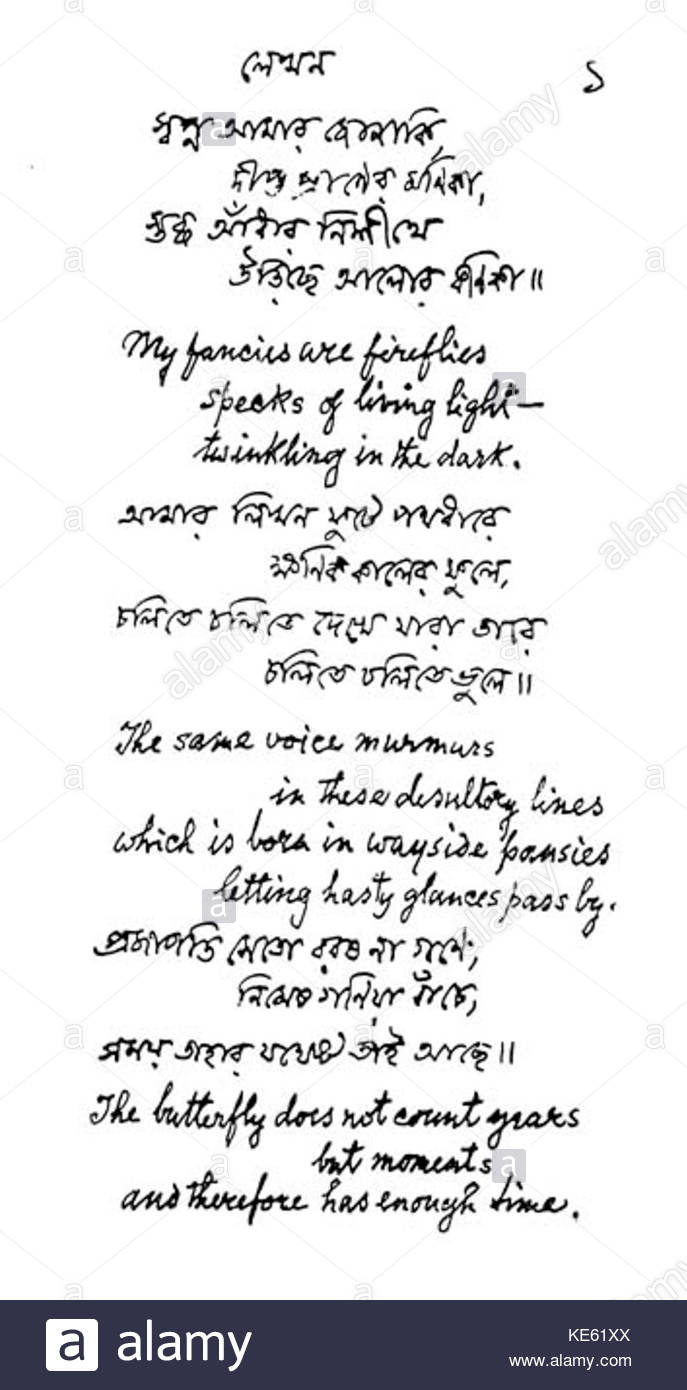 লেখন
১
স্বপ্ন আমার জোনাকি,
দীপ্ত প্রাণের মণিকা,
স্তব্ধ আঁধার নিশীথে
উড়িছে আলোর কণিকা॥
My fancies are fireflies
specks of living light—
twinkling in the dark.
আমার লিখন ফুটে পথধারে
ক্ষণিক কালের ফুলে,
চলিতে চলিতে দেখে যারা তারে
চলিতে চলিতে ভুলে॥
The same voice murmurs
in these desultory lines
which is born in wayside pansies
letting hasty glances pass by.
প্রজাপতি সেতো বরষ না গণে,
নিমেষ গণিয়া বাঁচে,
সময় তাহার যথেষ্ট তাই আছে॥
The butterfly does not count years
but moments
and therefore has enough time.
alamy
KE61XX
www.alamy.com